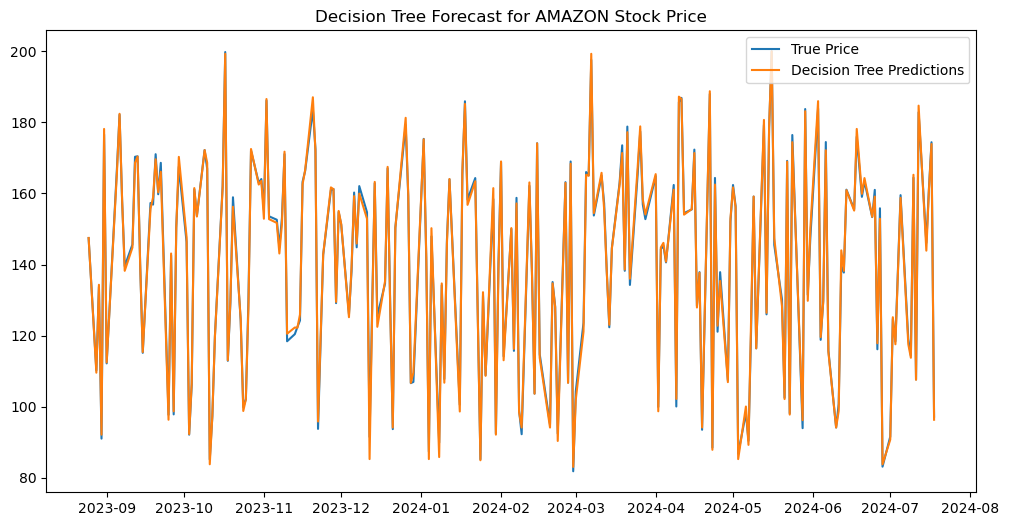 Decision Tree Forecast for AMAZON Stock Price
True Price
Decision Tree Predictions
200
180
160
140
120
100
80
2023-09 2023-10 2023-11 2023-12 2024-01 2024-02 2024-03 2024-04 2024-05 2024-06 2024-07 2024-08